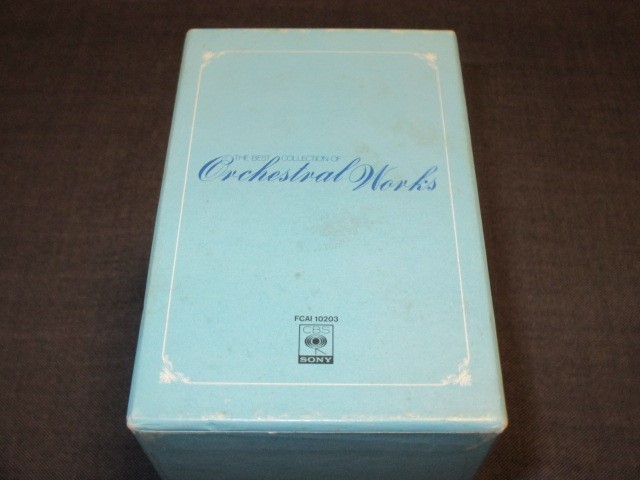 THE BEST COLLECTION OF
Orchestral Works
FCAI 10203
CBS
SONY